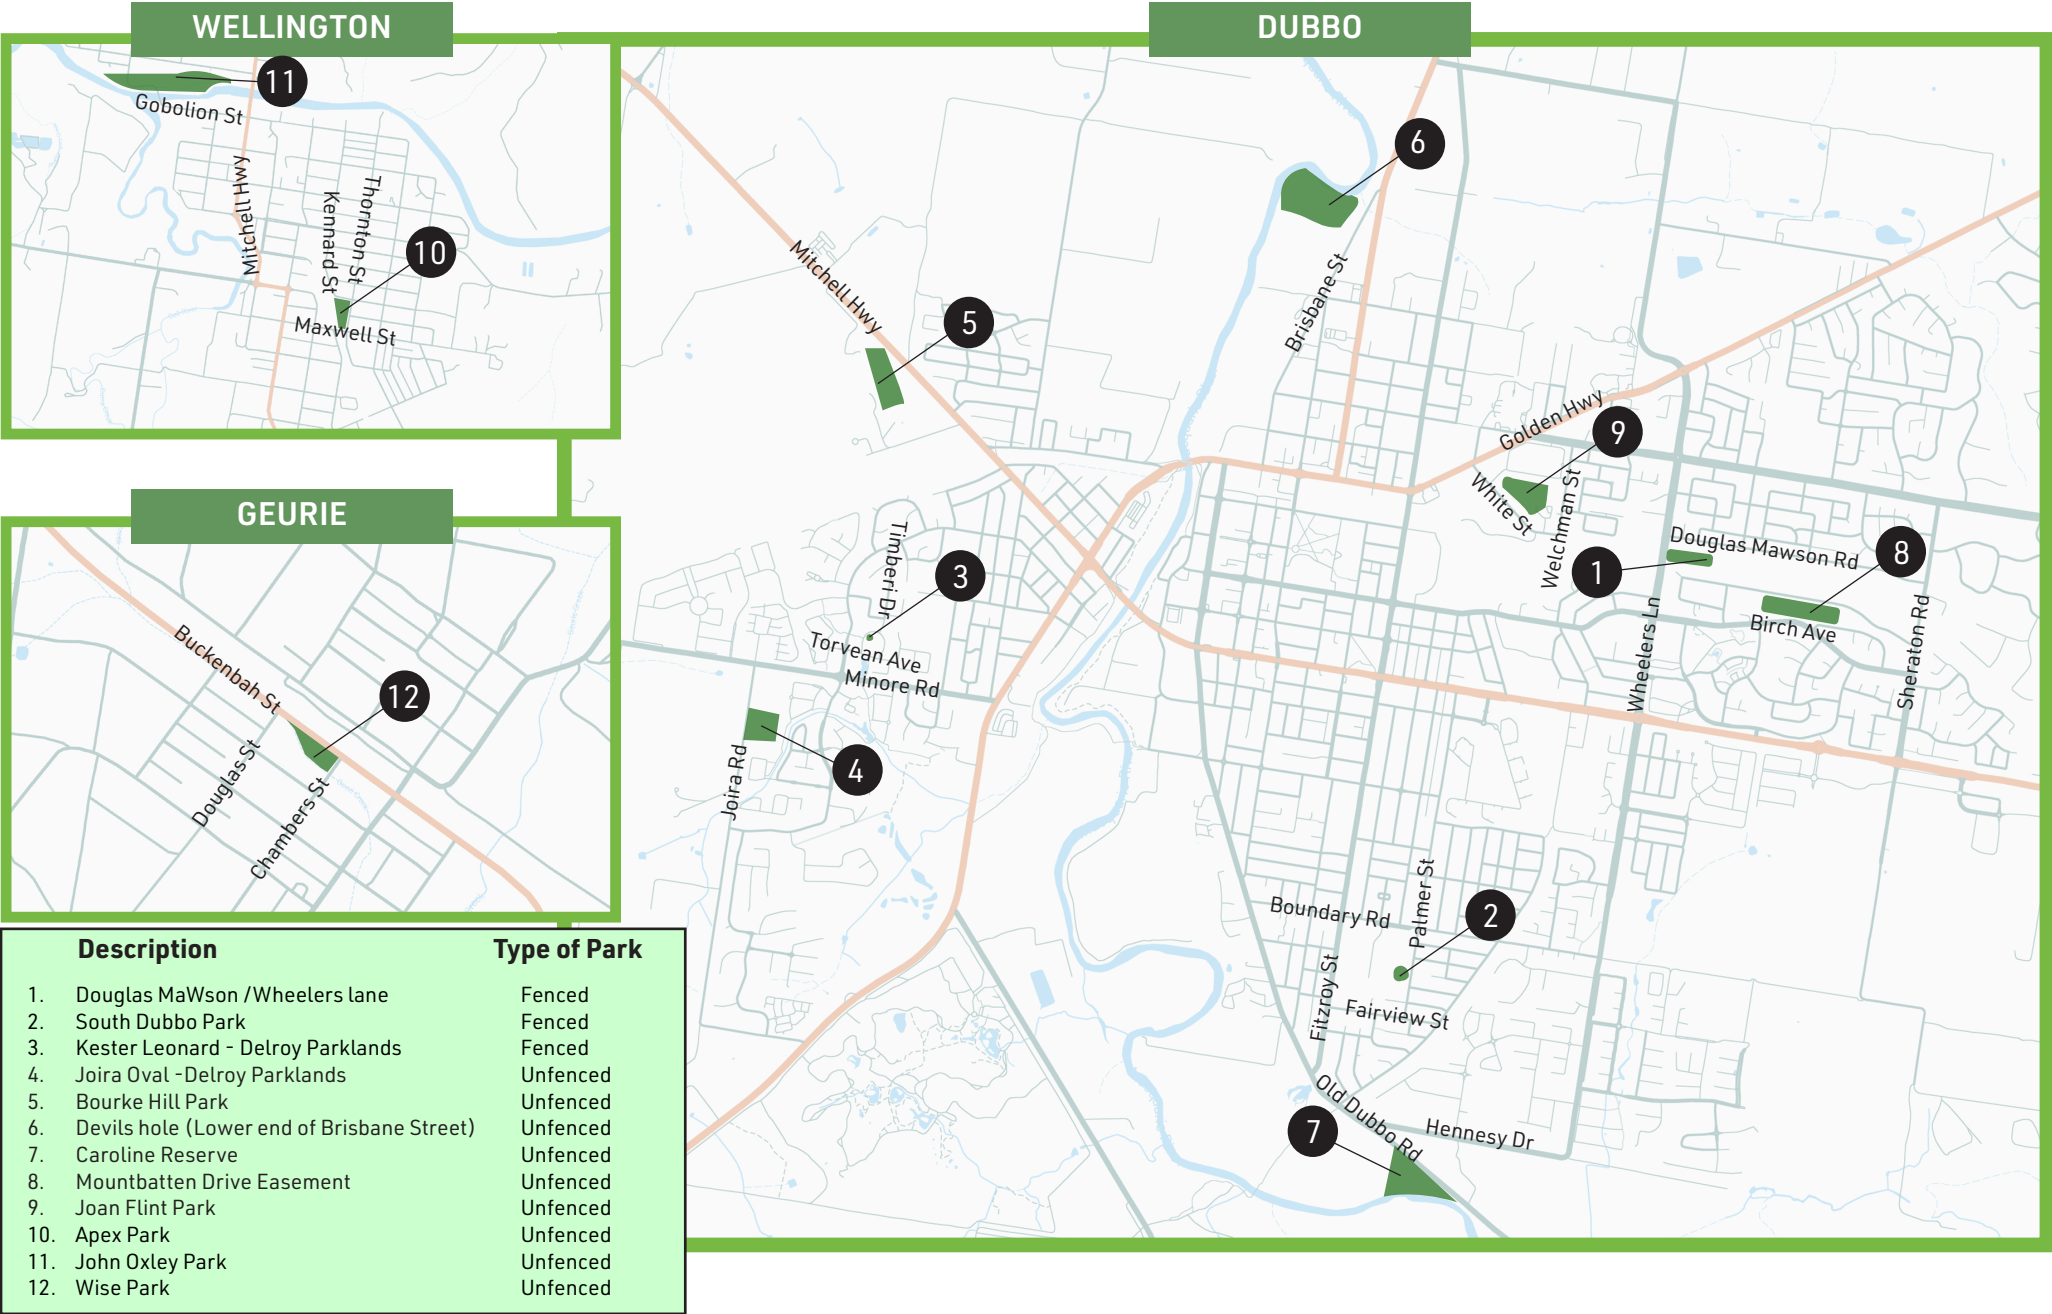 WELLINGTON
11
Gobolion St
Mitchell Hwy
Kennard St
Thornton St
10
Maxwell St
GEURIE
Buckenbah St
12
Douglas St
Chambers St
DUBBO
6
Mitchell Hwy
5
Brisbane St
Golden Hwy
9
White St
Welchman St
Timberi Dr
3
1
Douglas Mawson Rd
8
Torvean Ave
Minore Rd
Wheelers Ln
Birch Ave
Sheraton Rd
Joira Rd
4
Boundary Rd
Palmer St
2
Fitzroy St
Fairview St
Old Dubbo Rd
7
Hennesy Dr
Description Type of Park
1. Douglas MaWson /Wheelers lane Fenced
2. South Dubbo Park Fenced
3. Kester Leonard - Delroy Parklands Fenced
4. Joira Oval -Delroy Parklands Unfenced
5. Bourke Hill Park Unfenced
6. Devils hole (Lower end of Brisbane Street) Unfenced
7. Caroline Reserve Unfenced
8. Mountbatten Drive Easement Unfenced
9. Joan Flint Park Unfenced
10. Apex Park Unfenced
11. John Oxley Park Unfenced
12. Wise Park Unfenced